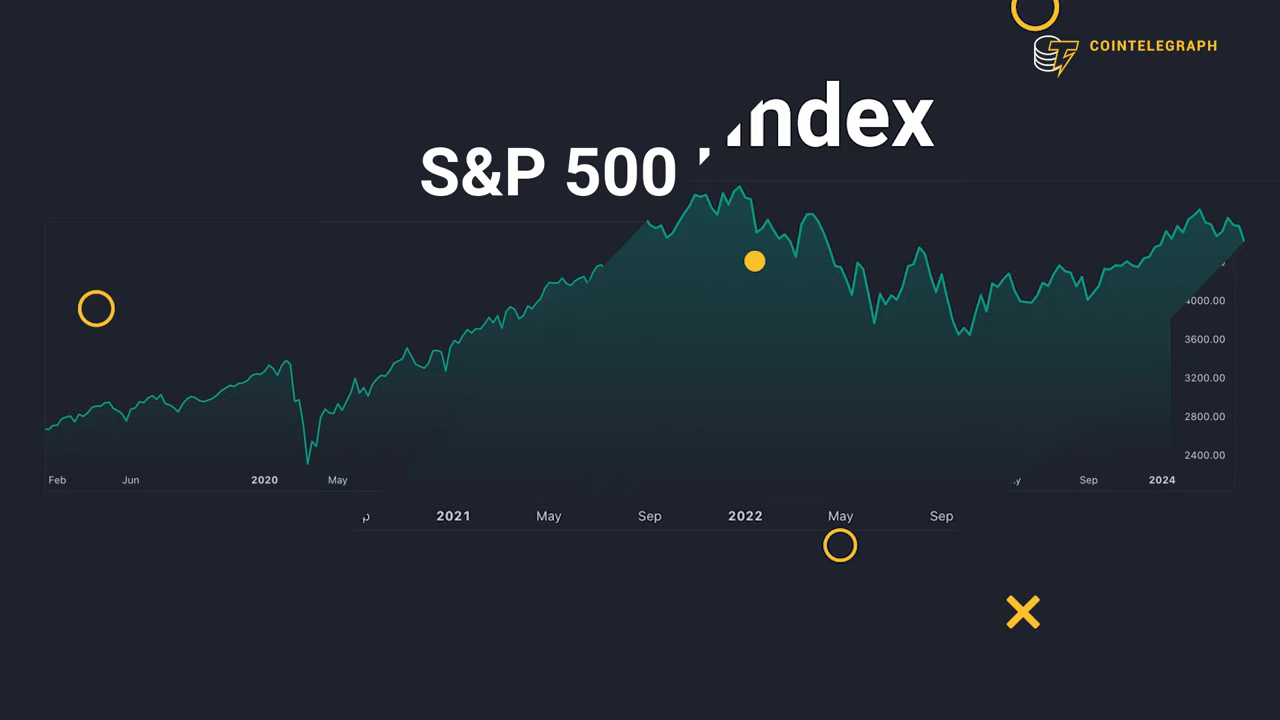 COINTELEGRAPH
S&P 500 Index
4000.00
3600.00
3200.00
2800.00
2400.00
Feb Jun 2020 May Sep 2024
2021 May Sep 2022 May Sep